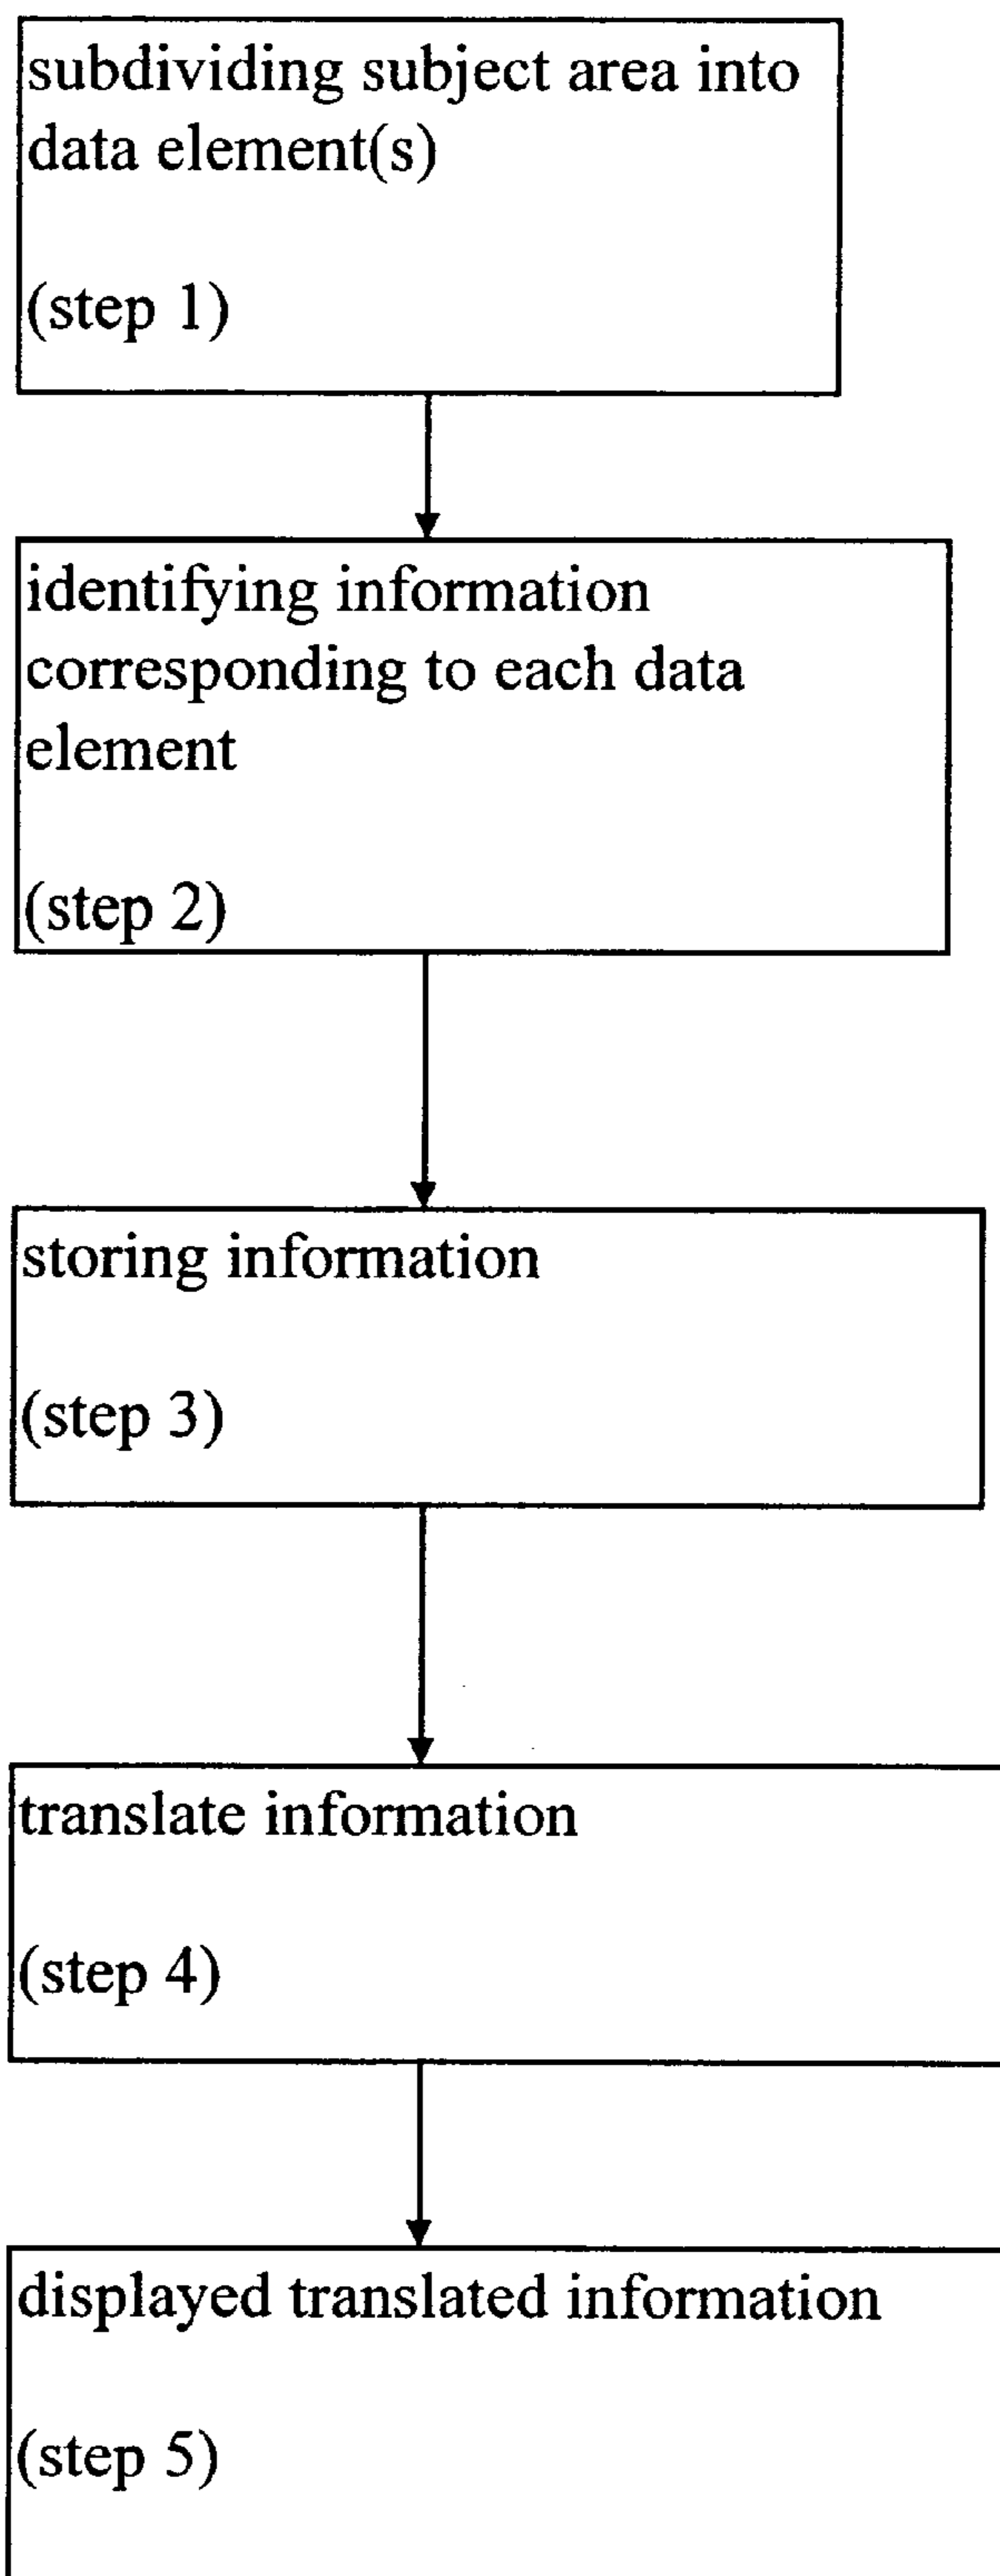 subdividing subject area into
data element(s)
(step 1)
identifying information
corresponding to each data
element
(step 2)
storing information
(step 3)
translate information
(step 4)
displayed translated information
(step 5)